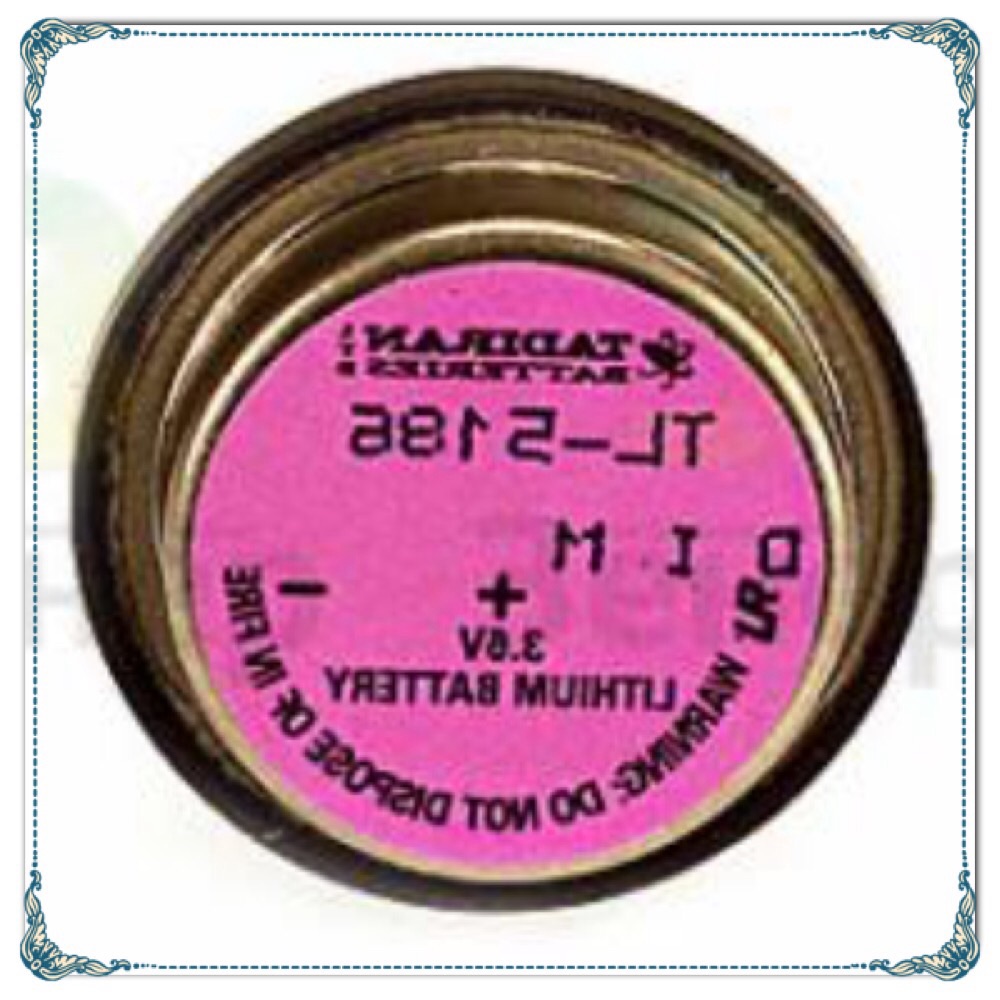 TADIRAN
BATTERIES
TL-5186
D I M
+ -
3.6V
LITHIUM BATTERY
WARNING: DO NOT DISPOSE OF IN FIRE